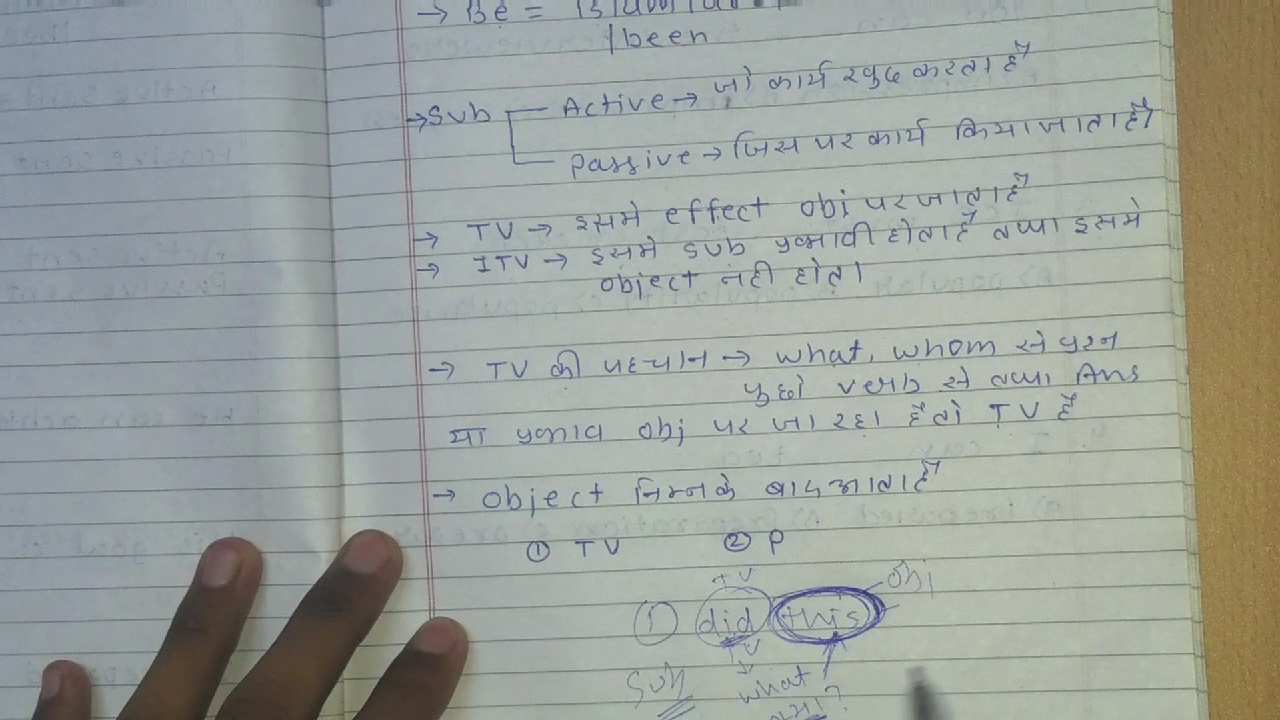 → Be =
/been
→ Sub Active → जो कार्य खुद करता है
Passive → जिस पर कार्य किया जाता है
→ TV → इसमे effect obj पर जाता है
→ ITV → इसमे sub प्रभावी होता है तथा इसमे
object नही होता
→ TV की पहचान → what, whom से प्रश्न
पुछो verb से तथा Ans
या प्रभाव obj पर जा रहा है तो TV है
→ object निम्न के बाद आता है
① TV ② P
TV obj
I did this
TV
Sub what
क्या?